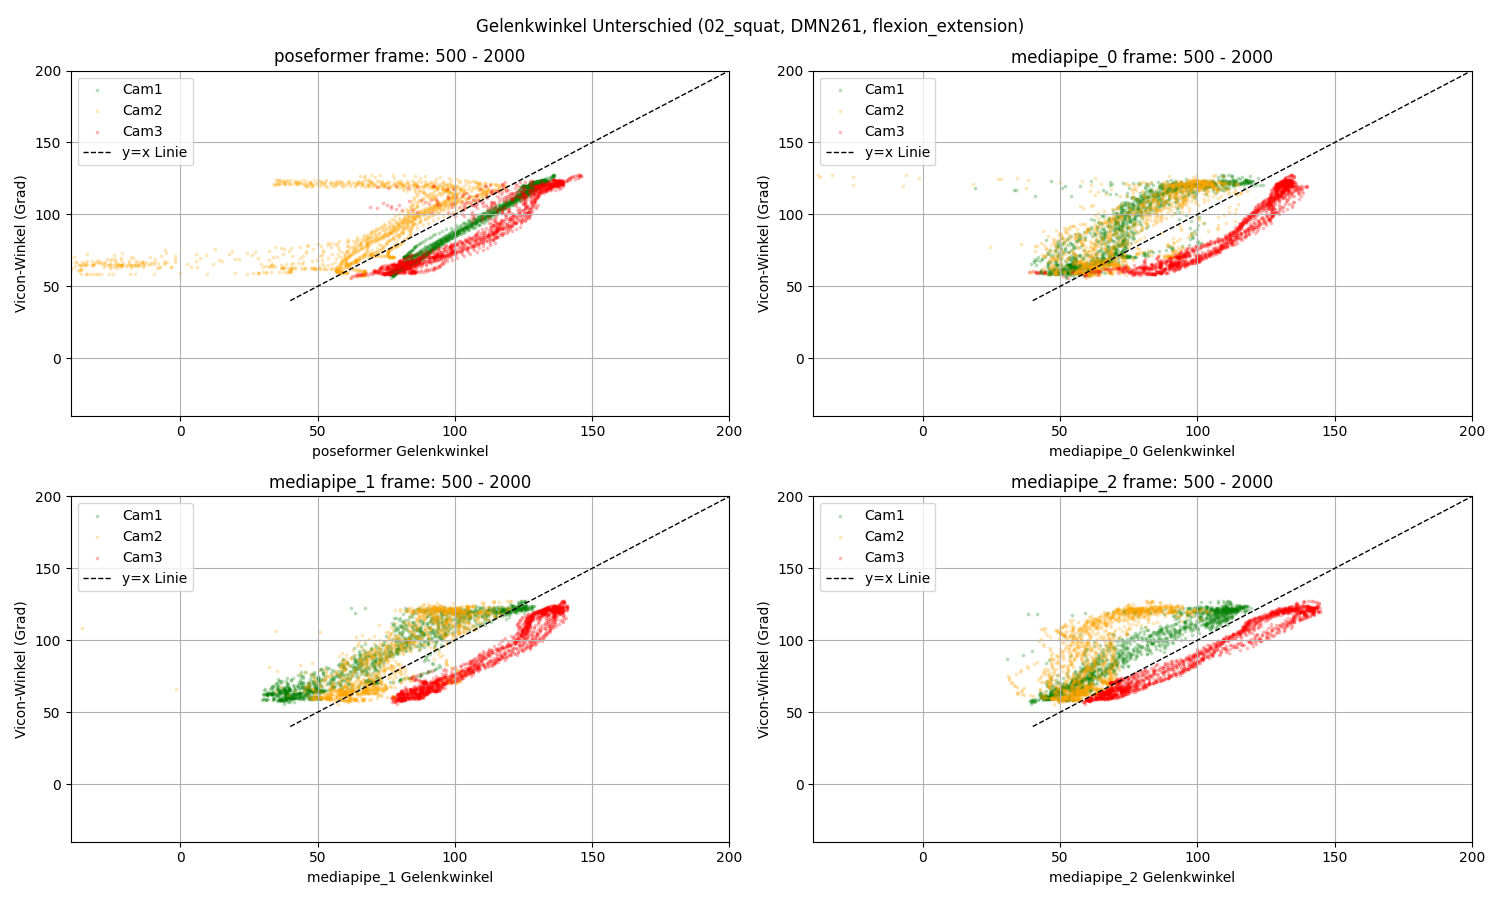 Gelenkwinkel Unterschied (02_squat, DMN261, flexion_extension)
poseformer frame: 500 - 2000
200
150
100
50
0
Vicon-Winkel (Grad)
Cam1
Cam2
Cam3
y=x Linie
0
50
100
150
200
poseformer Gelenkwinkel
mediapipe_0 frame: 500 - 2000
200
150
100
50
0
Vicon-Winkel (Grad)
Cam1
Cam2
Cam3
y=x Linie
0
50
100
150
200
mediapipe_0 Gelenkwinkel
mediapipe_1 frame: 500 - 2000
200
150
100
50
0
Vicon-Winkel (Grad)
Cam1
Cam2
Cam3
y=x Linie
0
50
100
150
200
mediapipe_1 Gelenkwinkel
mediapipe_2 frame: 500 - 2000
200
150
100
50
0
Vicon-Winkel (Grad)
Cam1
Cam2
Cam3
y=x Linie
0
50
100
150
200
mediapipe_2 Gelenkwinkel